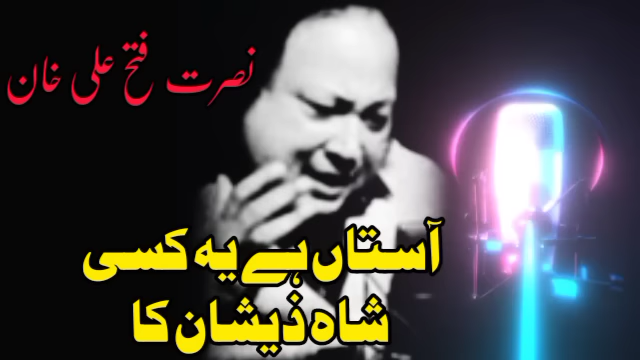 نصرت فتح علی خان
آستاں ہے یہ کسی
شاہ ذیشان کا